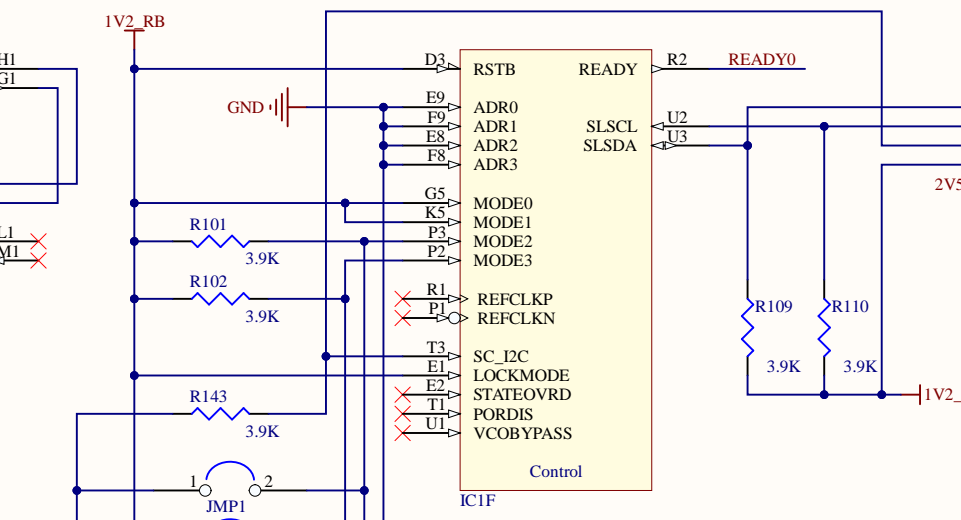 1V2_RB
H1
G1
D3 RSTB READY R2 READY0
GND E9 ADR0
F9 ADR1 SLSCL U2
E8 ADR2 SLSDA U3
F8 ADR3
2V5
G5 MODE0
K5 MODE1
R101 P3 MODE2
L1
3.9K P2 MODE3
M1
R102 R1 REFCLKP
3.9K P1 REFCLKN
R109 R110
T3 SC_I2C
3.9K 3.9K
E1 LOCKMODE
R143 E2 STATEOVRD 1V2_
T1 PORDIS
3.9K U1 VCOBYPASS
Control
1 2
JMP1
IC1F